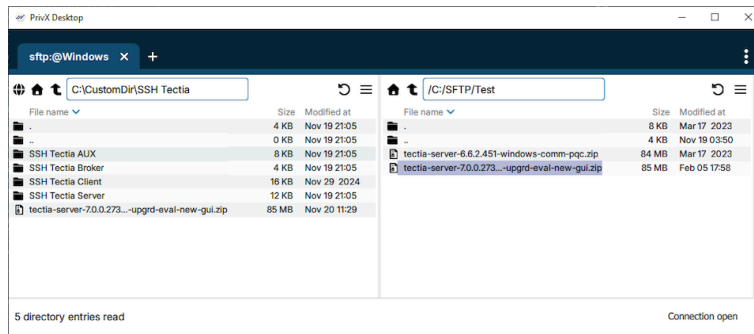 PrivX Desktop
sftp:@Windows
C:\CustomDir\SSH Tectia
File name Size Modified at
. 4 KB Nov 19 21:05
.. 0 KB Nov 19 21:05
SSH Tectia AUX 8 KB Nov 19 21:05
SSH Tectia Broker 4 KB Nov 19 21:05
SSH Tectia Client 16 KB Nov 29 2024
SSH Tectia Server 12 KB Nov 19 21:05
tectia-server-7.0.0.273...-upgrd-eval-new-gui.zip 85 MB Nov 20 11:29
/C:/SFTP/Test
File name Size Modified at
. 8 KB Mar 17 2023
.. 4 KB Nov 19 03:50
tectia-server-6.6.2.451-windows-comm-pqc.zip 84 MB Mar 17 2023
tectia-server-7.0.0.273...-upgrd-eval-new-gui.zip 85 MB Feb 05 17:58
5 directory entries read
Connection open